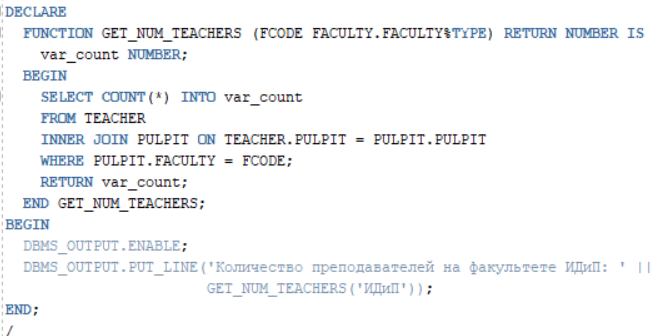 DECLARE
FUNCTION GET_NUM_TEACHERS (FCODE FACULTY.FACULTY%TYPE) RETURN NUMBER IS
var_count NUMBER;
BEGIN
SELECT COUNT(*) INTO var_count
FROM TEACHER
INNER JOIN PULPIT ON TEACHER.PULPIT = PULPIT.PULPIT
WHERE PULPIT.FACULTY = FCODE;
RETURN var_count;
END GET_NUM_TEACHERS;
BEGIN
DBMS_OUTPUT.ENABLE;
DBMS_OUTPUT.PUT_LINE('Количество преподавателей на факультете ИДиП: ' ||
GET_NUM_TEACHERS('ИДиП'));
END;
/